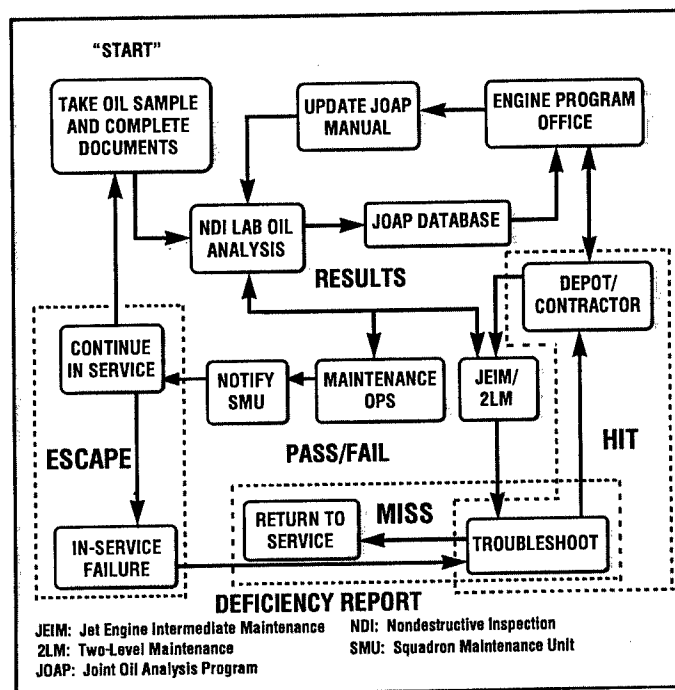 "START"
TAKE OIL SAMPLE
AND COMPLETE
DOCUMENTS
UPDATE JOAP
MANUAL
ENGINE PROGRAM
OFFICE
NDI LAB OIL
ANALYSIS
JOAP DATABASE
RESULTS
DEPOT/
CONTRACTOR
CONTINUE
IN SERVICE
NOTIFY
SMU
MAINTENANCE
OPS
JEIM/
2LM
ESCAPE
PASS/FAIL
HIT
MISS
RETURN TO
SERVICE
TROUBLESHOOT
IN-SERVICE
FAILURE
DEFICIENCY REPORT
JEIM: Jet Engine Intermediate Maintenance
NDI: Nondestructive Inspection
2LM: Two-Level Maintenance
SMU: Squadron Maintenance Unit
JOAP: Joint Oil Analysis Program